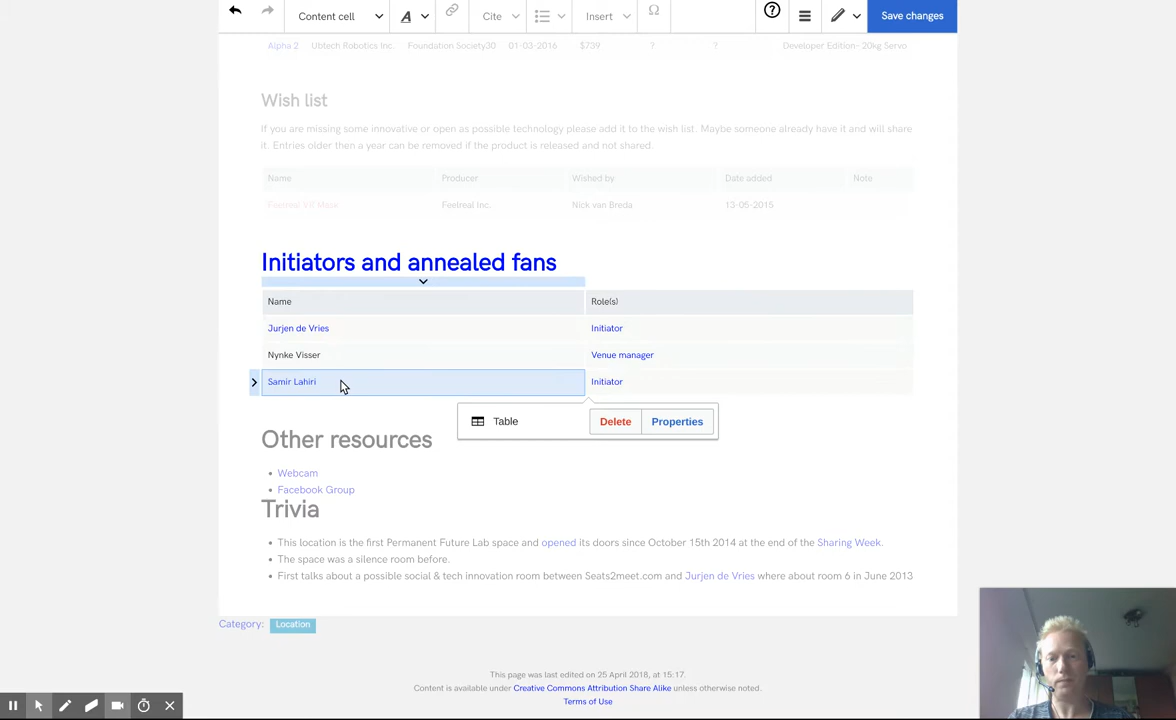 Content cell A Cite Insert Ω Save changes
Alpha 2 Ubtech Robotics Inc. Foundation Society30 01-03-2016 $739 ? ? Developer Edition- 20kg Servo
Wish list
If you are missing some innovative or open as possible technology please add it to the wish list. Maybe someone already have it and will share
it. Entries older then a year can be removed if the product is released and not shared.
Name Producer Wished by Date added Note
Feelreal VR Mask Feelreal Inc. Nick van Breda 13-05-2015
Initiators and annealed fans
Name Role(s)
Jurjen de Vries Initiator
Nynke Visser Venue manager
Samir Lahiri Initiator
Table Delete Properties
Other resources
• Webcam
• Facebook Group
Trivia
• This location is the first Permanent Future Lab space and opened its doors since October 15th 2014 at the end of the Sharing Week.
• The space was a silence room before.
• First talks about a possible social & tech innovation room between Seats2meet.com and Jurjen de Vries where about room 6 in June 2013
Category: Location
This page was last edited on 25 April 2018, at 15:17.
Content is available under Creative Commons Attribution Share Alike unless otherwise noted.
Terms of Use